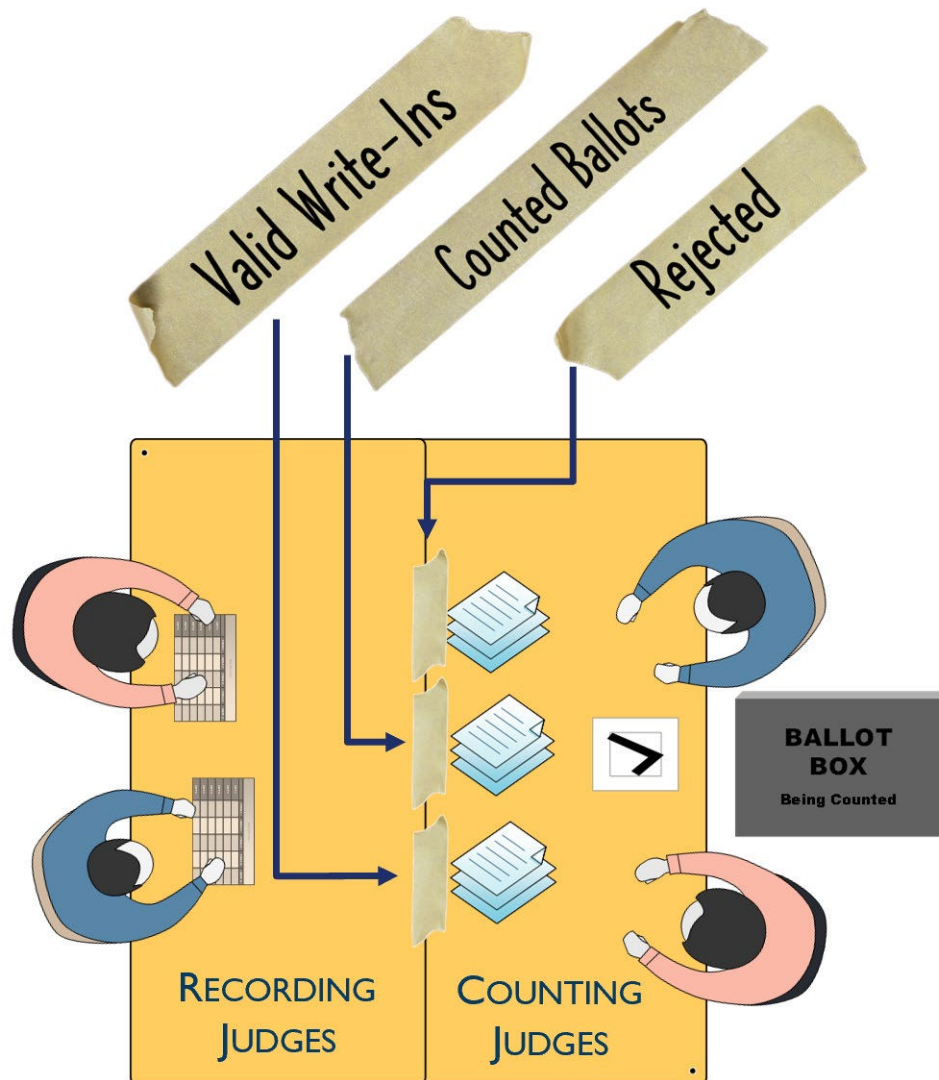 Valid Write-Ins
Counted Ballots
Rejected
BALLOT
BOX
Being Counted
RECORDING
JUDGES
COUNTING
JUDGES